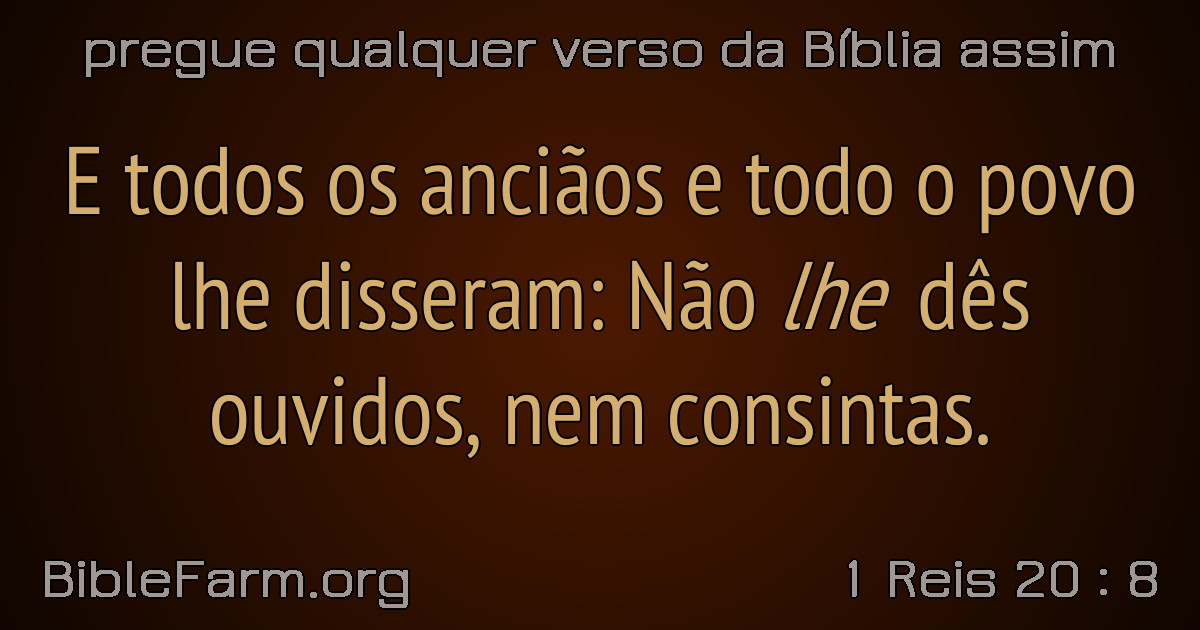 pregue qualquer verso da Bíblia assim
E todos os anciãos e todo o povo
lhe disseram: Não lhe dês
ouvidos, nem consintas.
BibleFarm.org
1 Reis 20 : 8